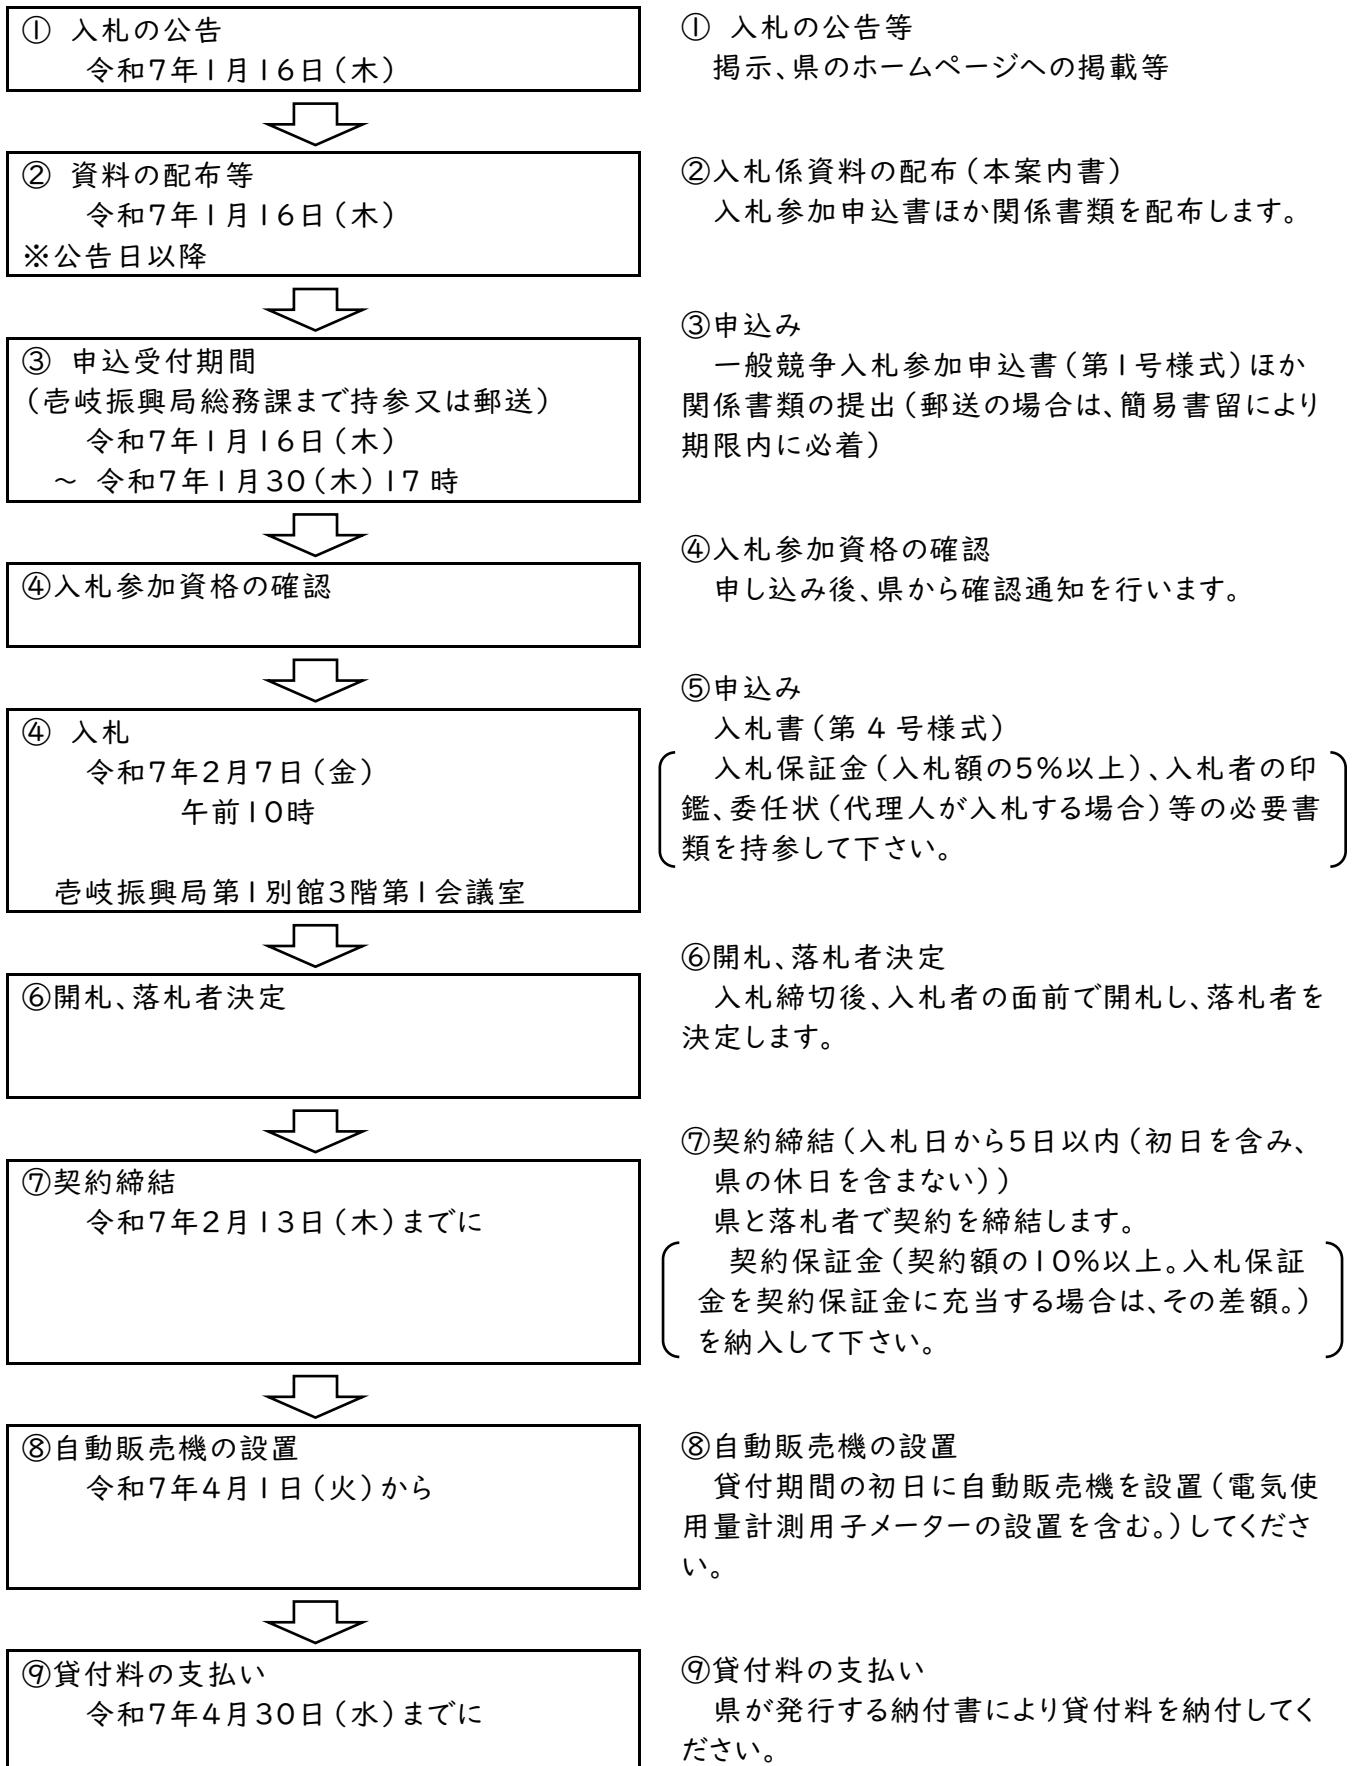 ① 入札の公告
令和7年1月16日(木)
① 入札の公告等
掲示、県のホームページへの掲載等
② 資料の配布等
令和7年1月16日(木)
※公告日以降
②入札係資料の配布(本案内書)
入札参加申込書ほか関係書類を配布します。
③ 申込受付期間
(壱岐振興局総務課まで持参又は郵送)
令和7年1月16日(木)
～ 令和7年1月30(木)17時
③申込み
一般競争入札参加申込書(第1号様式)ほか
関係書類の提出(郵送の場合は、簡易書留により
期限内に必着)
④入札参加資格の確認
④入札参加資格の確認
申し込み後、県から確認通知を行います。
④ 入札
令和7年2月7日(金)
午前10時
壱岐振興局第1別館3階第1会議室
⑤申込み
入札書(第4号様式)
入札保証金(入札額の5%以上)、入札者の印
鑑、委任状(代理人が入札する場合)等の必要書
類を持参して下さい。
⑥開札、落札者決定
⑥開札、落札者決定
入札締切後、入札者の面前で開札し、落札者を
決定します。
⑦契約締結
令和7年2月13日(木)までに
⑦契約締結(入札日から5日以内(初日を含み、
県の休日を含まない))
県と落札者で契約を締結します。
契約保証金(契約額の10%以上。入札保証
金を契約保証金に充当する場合は、その差額。)
を納入して下さい。
⑧自動販売機の設置
令和7年4月1日(火)から
⑧自動販売機の設置
貸付期間の初日に自動販売機を設置(電気使
用量計測用子メーターの設置を含む。)してくださ
い。
⑨貸付料の支払い
令和7年4月30日(水)までに
⑨貸付料の支払い
県が発行する納付書により貸付料を納付してく
ださい。